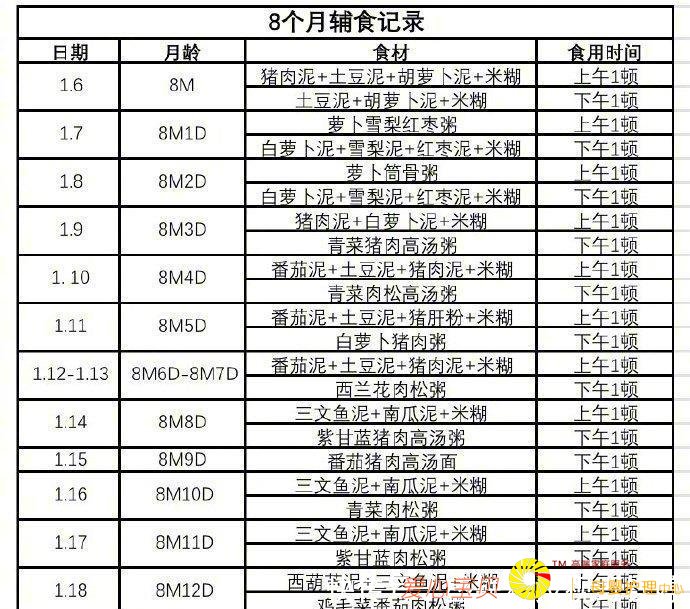 8个月辅食记录
日期 月龄 食材 食用时间
1.6 8M 猪肉泥+土豆泥+胡萝卜泥+米糊 上午1顿
土豆泥+胡萝卜泥+米糊 下午1顿
1.7 8M1D 萝卜雪梨红枣粥 上午1顿
白萝卜泥+雪梨泥+红枣泥+米糊 下午1顿
1.8 8M2D 萝卜筒骨粥 上午1顿
白萝卜泥+雪梨泥+红枣泥+米糊 下午1顿
1.9 8M3D 猪肉泥+白萝卜泥+米糊 上午1顿
青菜猪肉高汤粥 下午1顿
1.10 8M4D 番茄泥+土豆泥+猪肉泥+米糊 上午1顿
青菜肉松高汤粥 下午1顿
1.11 8M5D 番茄泥+土豆泥+猪肝粉+米糊 上午1顿
白萝卜猪肉粥 下午1顿
1.12-1.13 8M6D-8M7D 番茄泥+土豆泥+猪肉泥+米糊 上午1顿
西兰花肉松粥 下午1顿
1.14 8M8D 三文鱼泥+南瓜泥+米糊 上午1顿
紫甘蓝猪肉高汤粥 下午1顿
1.15 8M9D 番茄猪肉高汤面 下午1顿
1.16 8M10D 三文鱼泥+南瓜泥+米糊 上午1顿
青菜肉松粥 下午1顿
1.17 8M11D 三文鱼泥+南瓜泥+米糊 上午1顿
紫甘蓝肉松粥 下午1顿
1.18 8M12D 西葫芦泥+三文鱼泥+米糊
鸡毛菜番茄肉松粥 下午1顿
爱心宝贝
TM